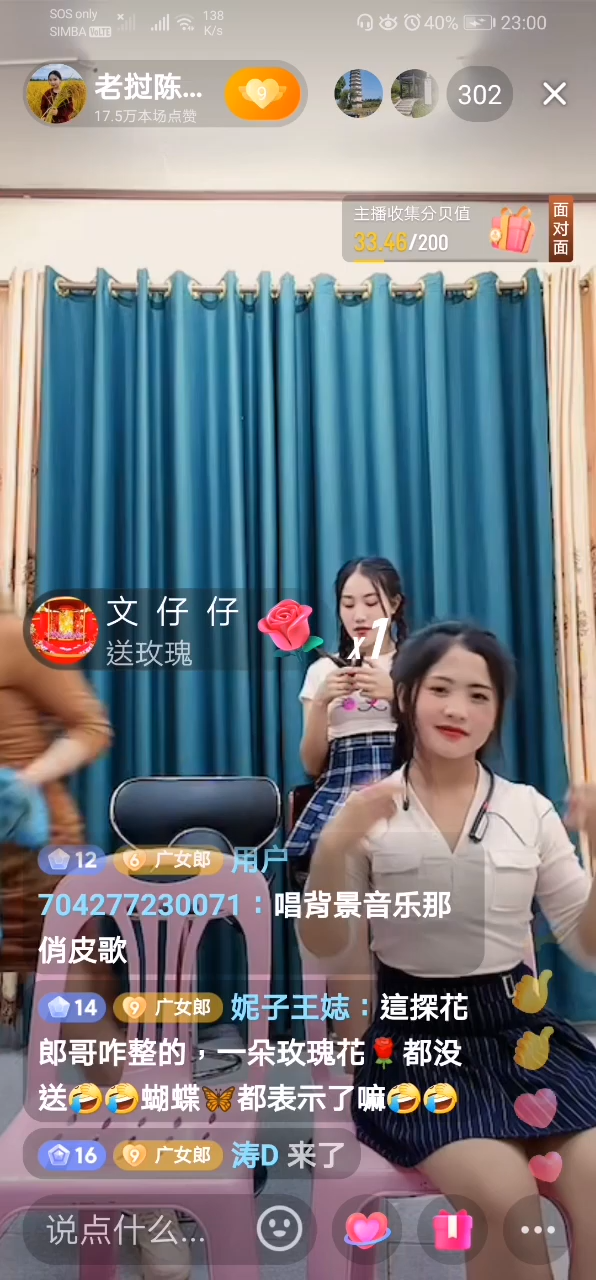 SOS only
SIMBA VoLTE
138
K/s
40%
23:00
老挝陈...
17.5万本场点赞
9
302
主播收集分贝值
33.46/200
面对面
文 仔 仔
送玫瑰
x1
12 6 广女郎 用户
704277230071：唱背景音乐那
俏皮歌
14 9 广女郎 妮子王娡：這探花
郎哥咋整的，一朵玫瑰花🌹都没
送🤣🤣蝴蝶🦋都表示了嘛🤣🤣
16 9 广女郎 涛D 来了
说点什么...